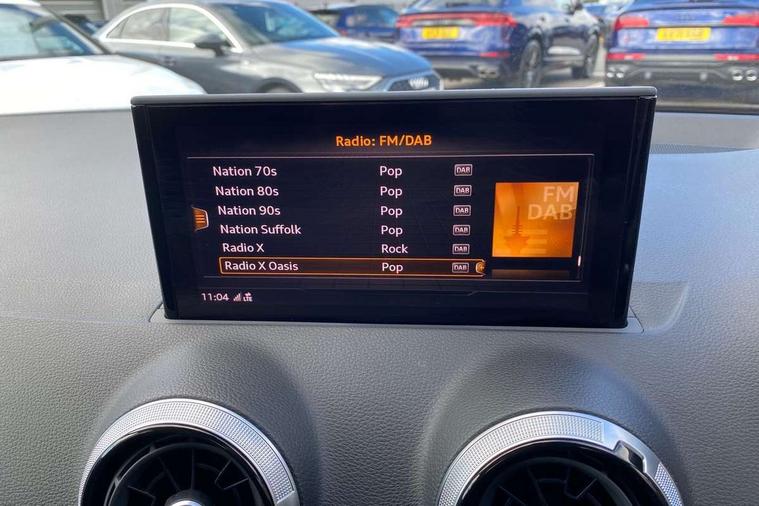 Radio: FM/DAB
Nation 70s Pop DAB
Nation 80s Pop DAB
Nation 90s Pop DAB
Nation Suffolk Pop DAB
Radio X Rock DAB
Radio X Oasis Pop DAB
FM
DAB
11:04 LTE